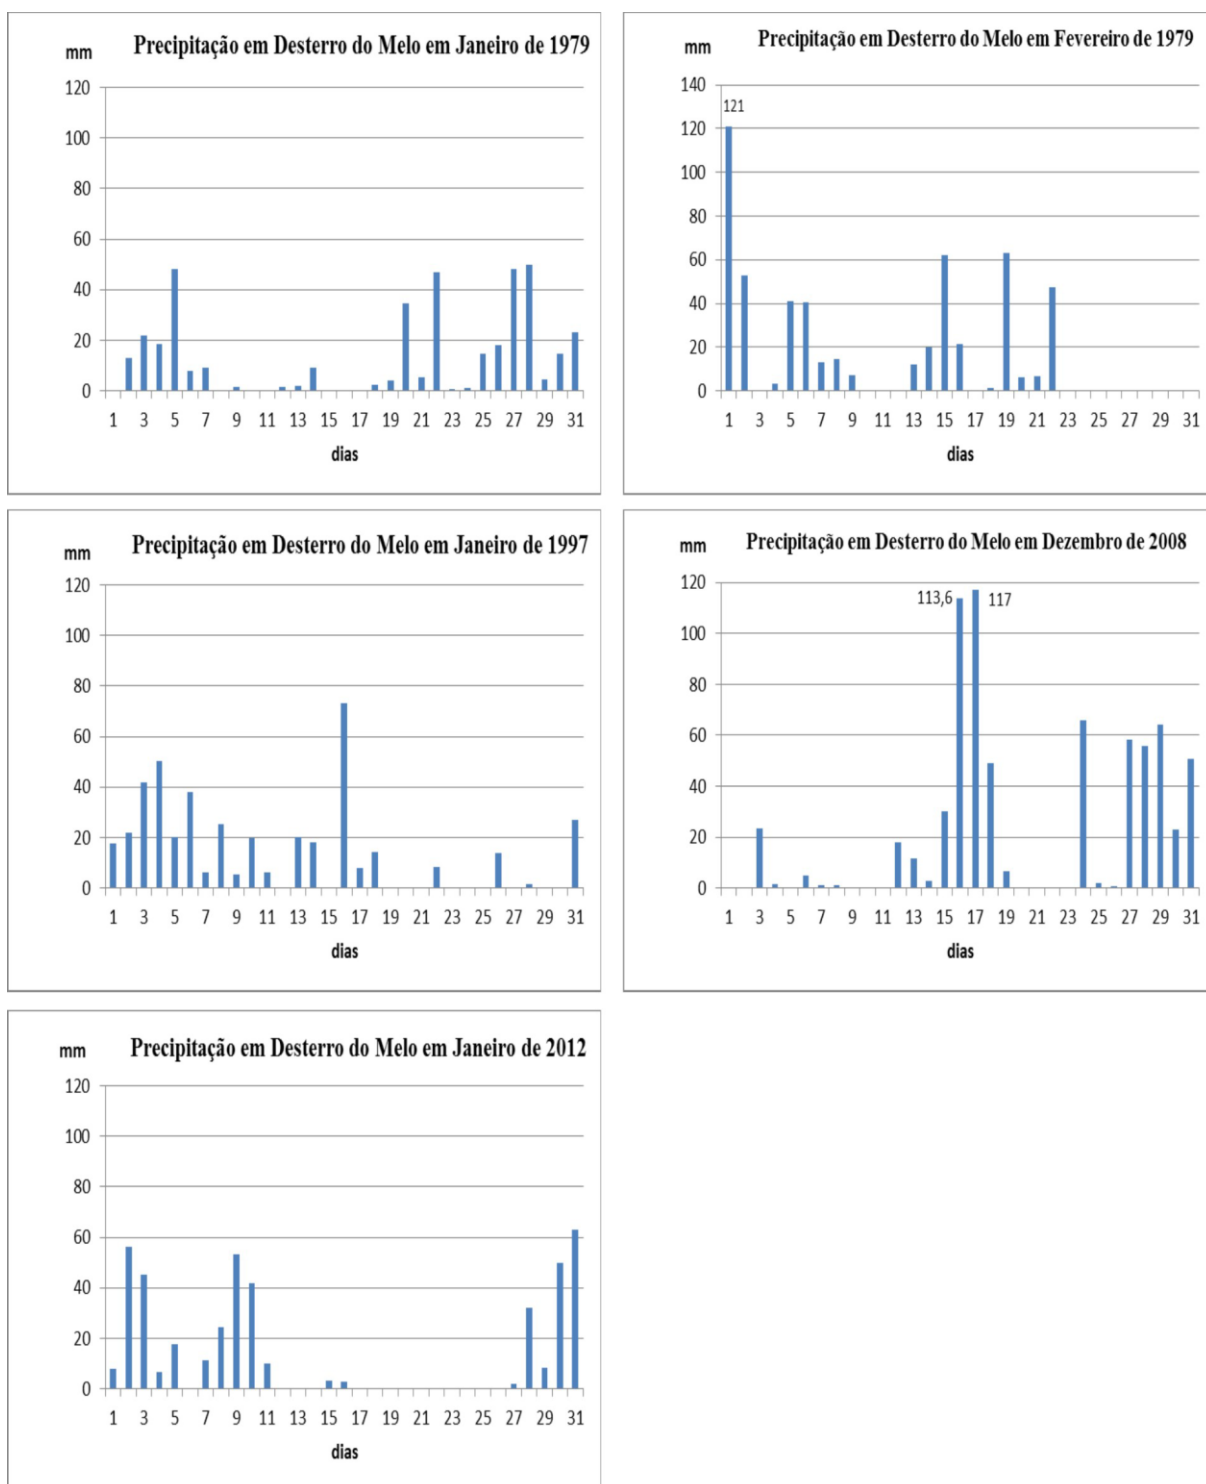 Precipitação em Desterro do Melo em Janeiro de 1979
mm
120
100
80
60
40
20
0
1 3 5 7 9 11 13 15 17 19 21 23 25 27 29 31
dias
Precipitação em Desterro do Melo em Fevereiro de 1979
mm
140
121
120
100
80
60
40
20
0
1 3 5 7 9 11 13 15 17 19 21 23 25 27 29 31
dias
Precipitação em Desterro do Melo em Janeiro de 1997
mm
120
100
80
60
40
20
0
1 3 5 7 9 11 13 15 17 19 21 23 25 27 29 31
dias
Precipitação em Desterro do Melo em Dezembro de 2008
mm
120
113,6 117
100
80
60
40
20
0
1 3 5 7 9 11 13 15 17 19 21 23 25 27 29 31
dias
Precipitação em Desterro do Melo em Janeiro de 2012
mm
120
100
80
60
40
20
0
1 3 5 7 9 11 13 15 17 19 21 23 25 27 29 31
dias